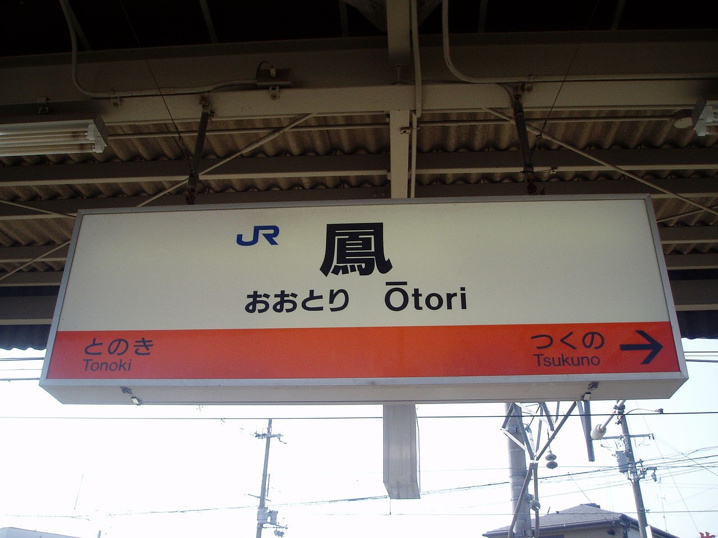 JR 鳳
おおとり Ōtori
とのき つくの →
Tonoki Tsukuno